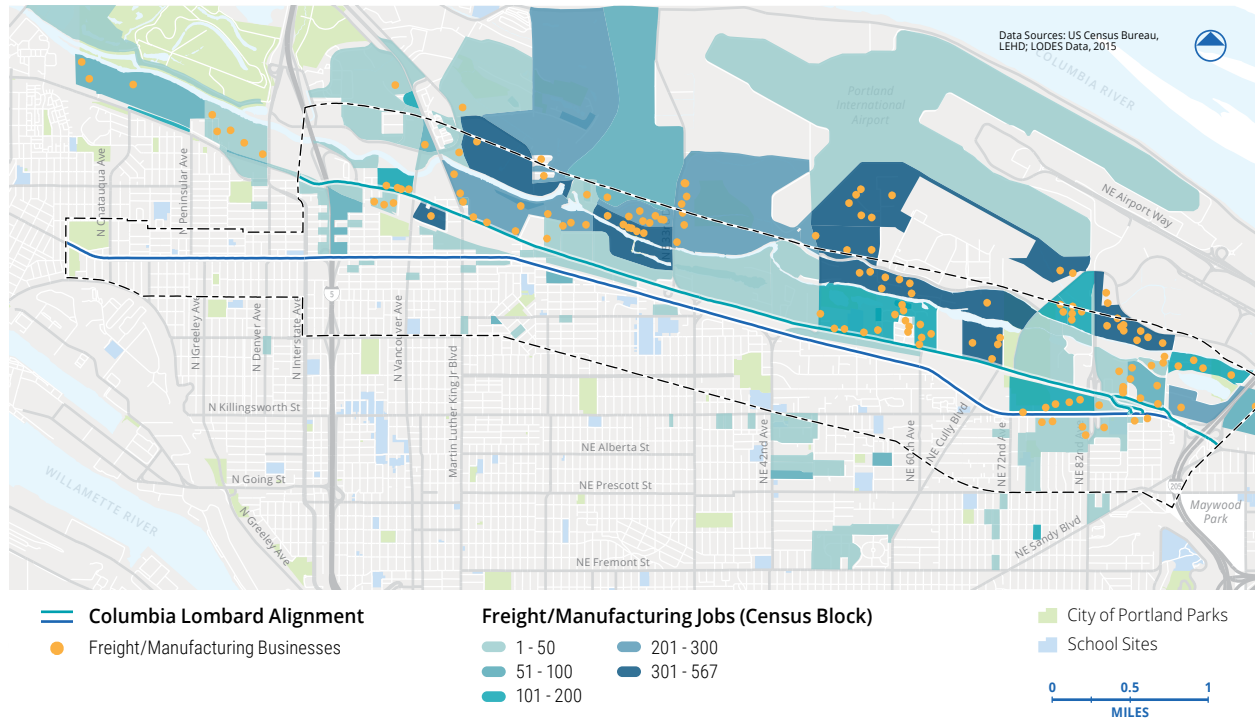 Data Sources: US Census Bureau,
LEHD; LODES Data, 2015
COLUMBIA RIVER
Portland
International
Airport
NE Airport Way
N Chatauqua Ave
N Peninsular Ave
5
N lGreeley Ave
N Denver Ave
N Interstate Ave
N Vancouver Ave
Martin Luther King Jr Blvd
N Killingsworth St
NE Alberta St
N Going St
NE Prescott St
N Greeley Ave
NE Fremont St
WILLAMETTE RIVER
NE 42nd Ave
NE 60th Ave
NE Cully Blvd
NE 72nd Ave
NE 82nd
NE Sandy Blvd
205
Maywood
Park
Columbia Lombard Alignment
Freight/Manufacturing Businesses
Freight/Manufacturing Jobs (Census Block)
1 - 50
51 - 100
101 - 200
201 - 300
301 - 567
City of Portland Parks
School Sites
0 0.5 1
MILES